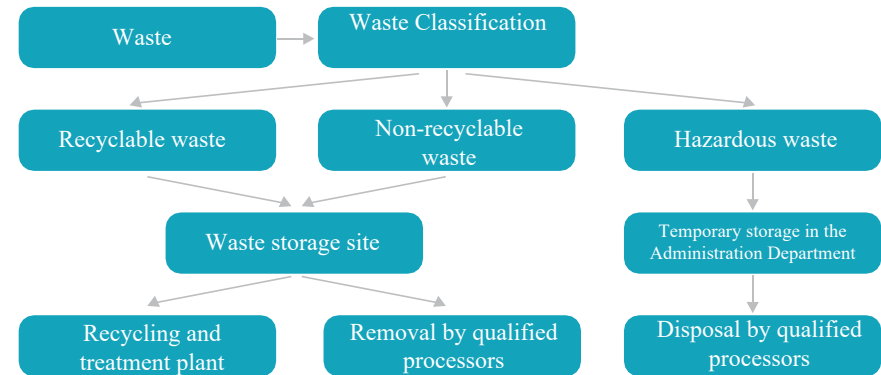 Waste
Waste Classification
Recyclable waste
Non-recyclable
waste
Hazardous waste
Waste storage site
Temporary storage in the
Administration Department
Recycling and
treatment plant
Removal by qualified
processors
Disposal by qualified
processors